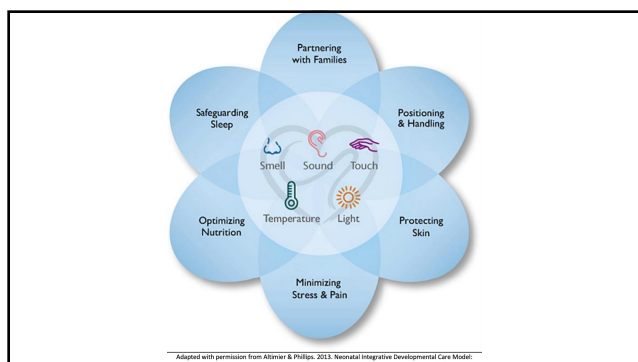 Partnering
with Families
Safeguarding
Sleep
Positioning
& Handling
Smell
Sound
Touch
Temperature
Light
Optimizing
Nutrition
Protecting
Skin
Minimizing
Stress & Pain
Adapted with permission from Altimier & Phillips. 2013. Neonatal Integrative Developmental Care Model: